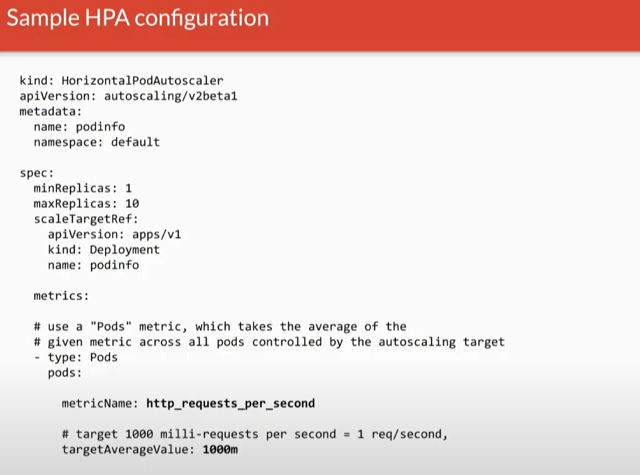 Sample HPA configuration
kind: HorizontalPodAutoscaler
apiVersion: autoscaling/v2beta1
metadata:
  name: podinfo
  namespace: default
spec:
  minReplicas: 1
  maxReplicas: 10
  scaleTargetRef:
    apiVersion: apps/v1
    kind: Deployment
    name: podinfo
  metrics:
  # use a "Pods" metric, which takes the average of the
  # given metric across all pods controlled by the autoscaling target
  - type: Pods
    pods:
      metricName: http_requests_per_second
      # target 1000 milli-requests per second = 1 req/second,
      targetAverageValue: 1000m